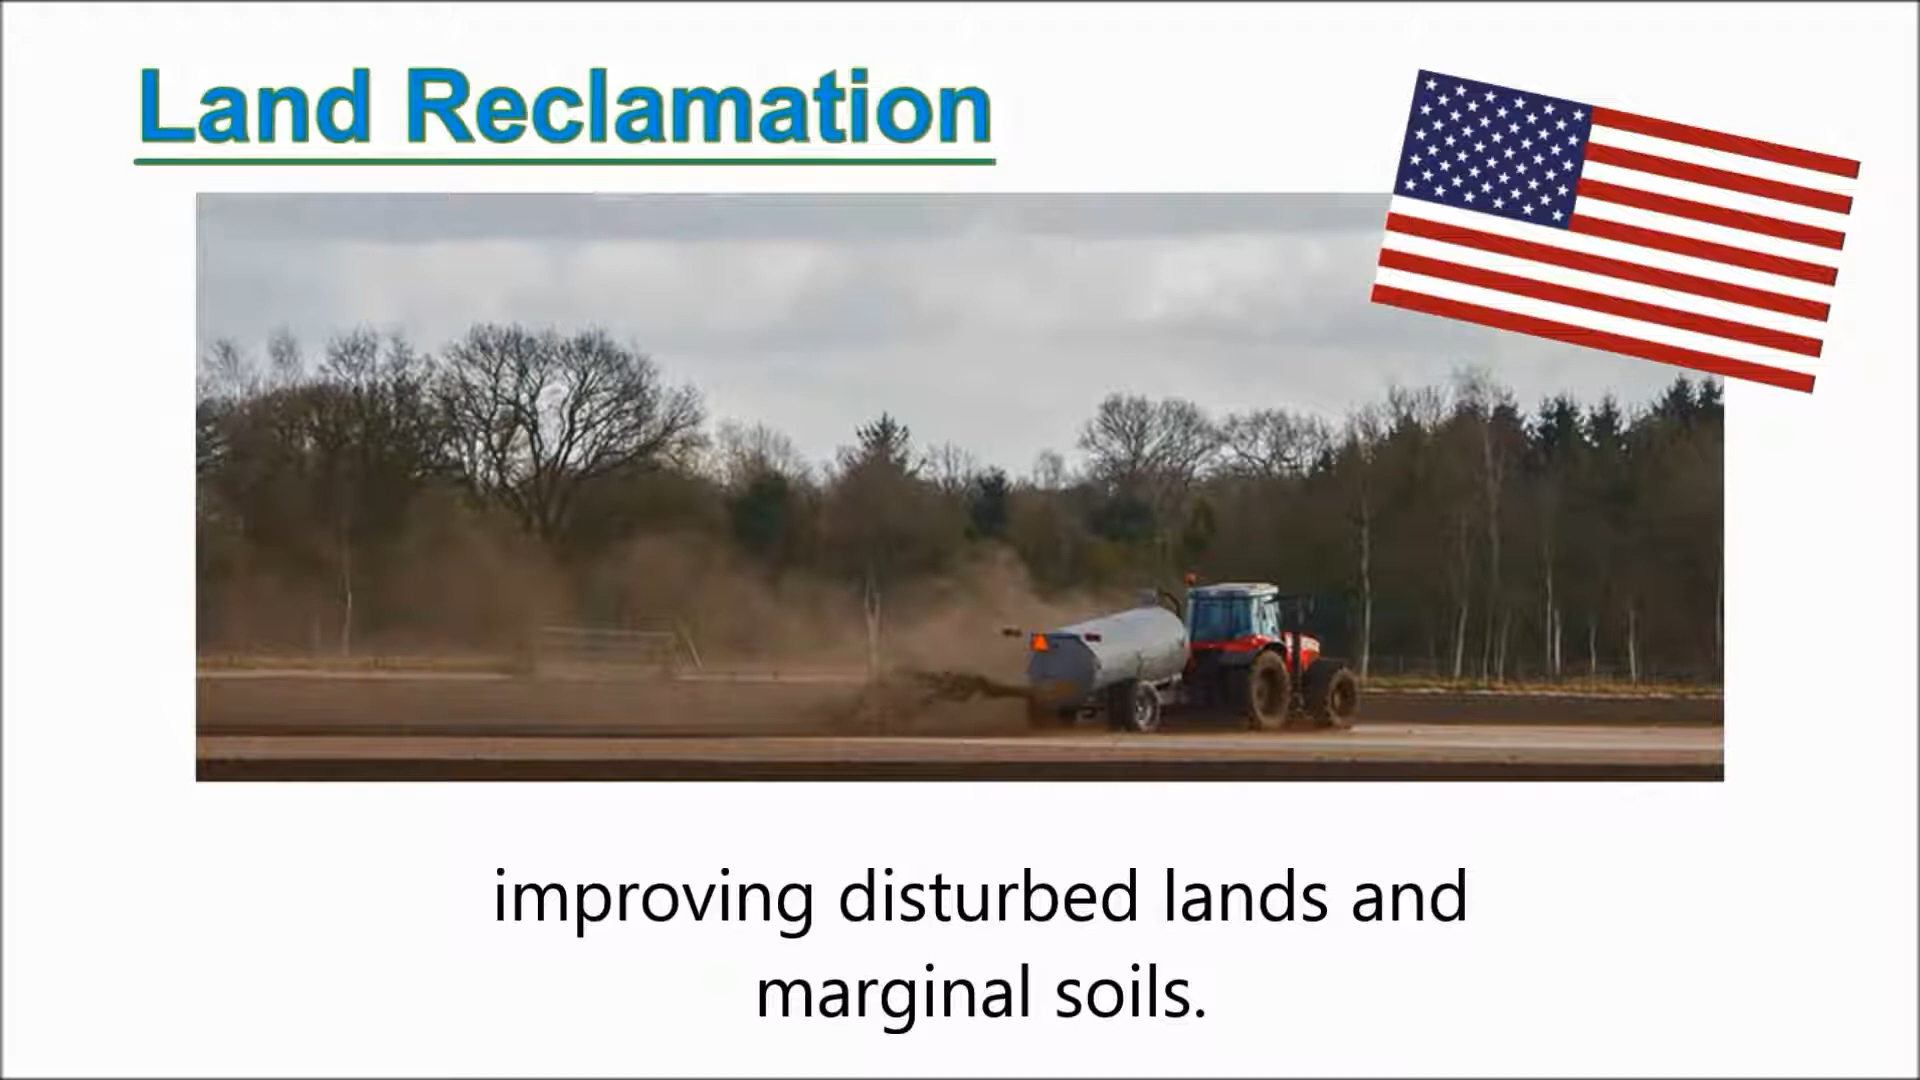 Land Reclamation
improving disturbed lands and
marginal soils.